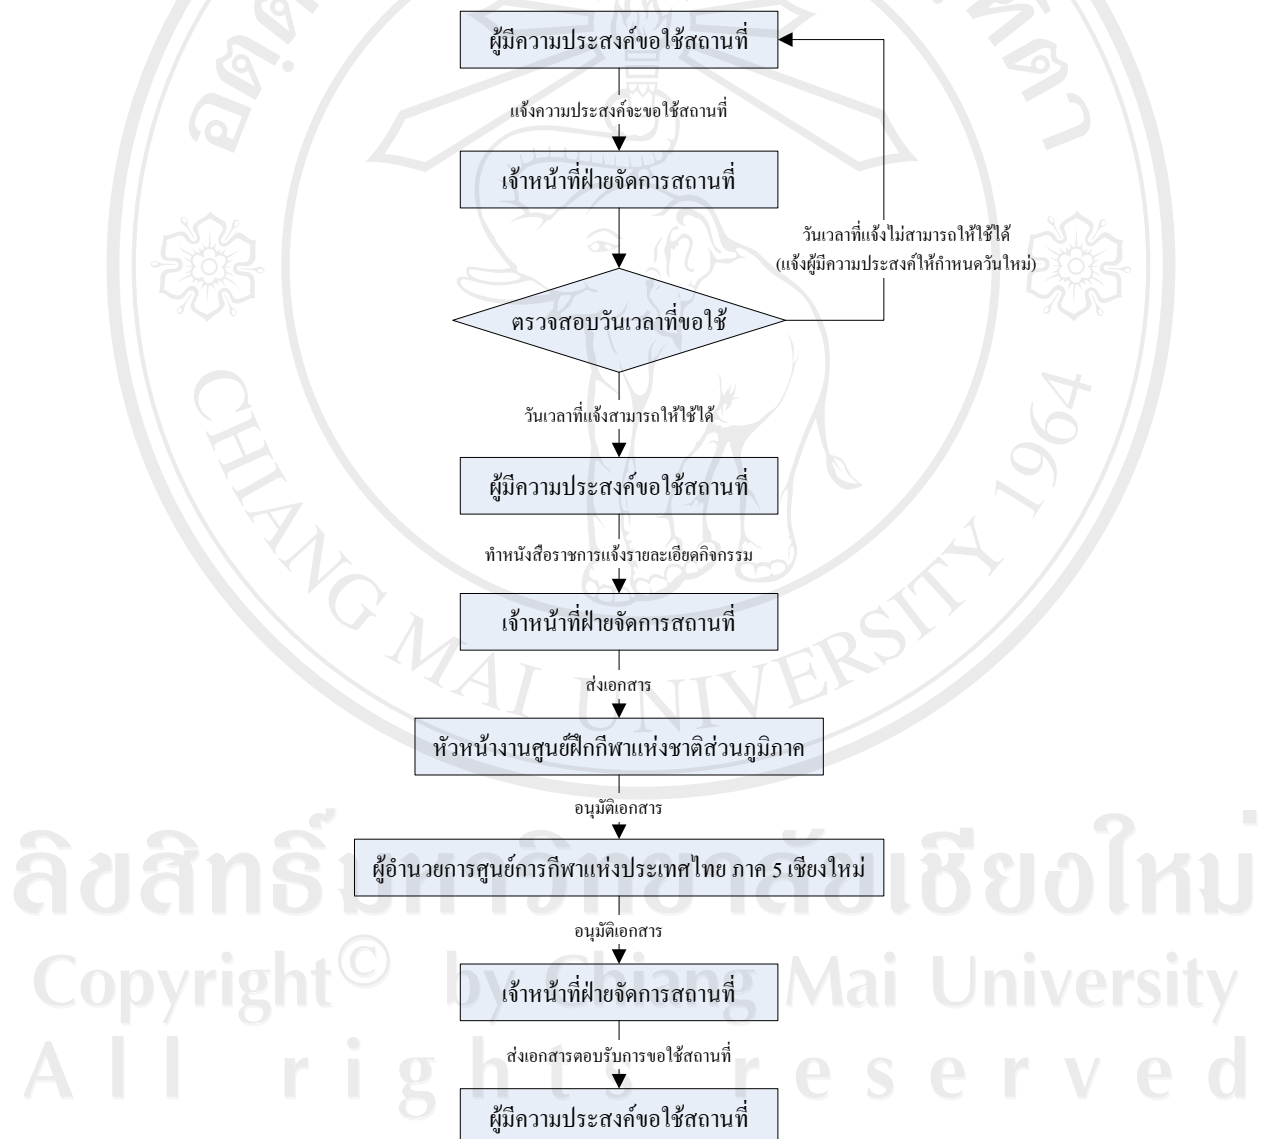 ผู้มีความประสงค์ขอใช้สถานที่
แจ้งความประสงค์จะขอใช้สถานที่
เจ้าหน้าที่ฝ่ายจัดการสถานที่
วันเวลาที่แจ้งไม่สามารถให้ใช้ได้
(แจ้งผู้มีความประสงค์ให้กำหนดวันใหม่)
ตรวจสอบวันเวลาที่ขอใช้
วันเวลาที่แจ้งสามารถให้ใช้ได้
ผู้มีความประสงค์ขอใช้สถานที่
ทำหนังสือราชการแจ้งรายละเอียดกิจกรรม
เจ้าหน้าที่ฝ่ายจัดการสถานที่
ส่งเอกสาร
หัวหน้างานศูนย์ฝึกกีฬาแห่งชาติส่วนภูมิภาค
อนุมัติเอกสาร
ผู้อำนวยการศูนย์การกีฬาแห่งประเทศไทย ภาค 5 เชียงใหม่
อนุมัติเอกสาร
เจ้าหน้าที่ฝ่ายจัดการสถานที่
ส่งเอกสารตอบรับการขอใช้สถานที่
ผู้มีความประสงค์ขอใช้สถานที่
CHIANG MAI UNIVERSITY 1964
ลิขสิทธิ์มหาวิทยาลัยเชียงใหม่
Copyright© by Chiang Mai University
All rights reserved